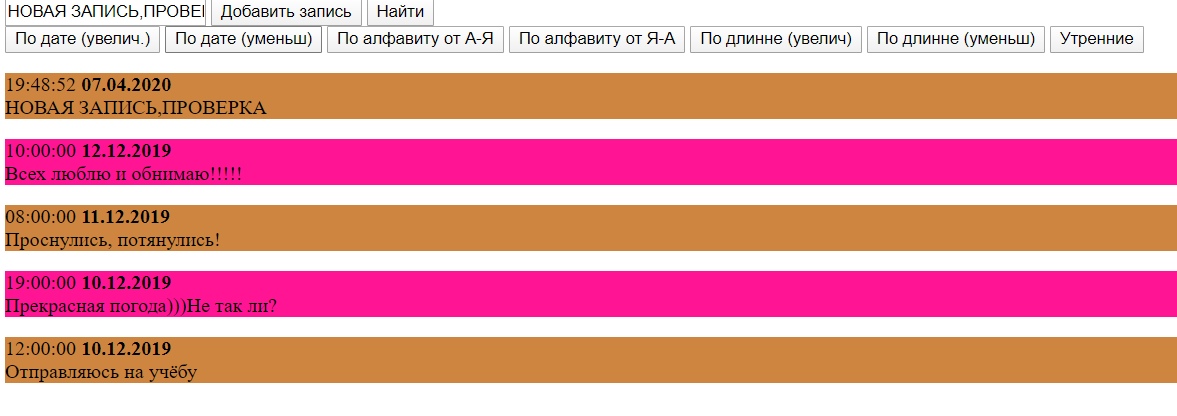 НОВАЯ ЗАПИСЬ,ПРОВЕР Добавить запись Найти
По дате (увелич.) По дате (уменьш) По алфавиту от А-Я По алфавиту от Я-А По длинне (увелич) По длинне (уменьш) Утренние
19:48:52 07.04.2020
НОВАЯ ЗАПИСЬ,ПРОВЕРКА
10:00:00 12.12.2019
Всех люблю и обнимаю!!!!!
08:00:00 11.12.2019
Проснулись, потянулись!
19:00:00 10.12.2019
Прекрасная погода)))Не так ли?
12:00:00 10.12.2019
Отправляюсь на учёбу